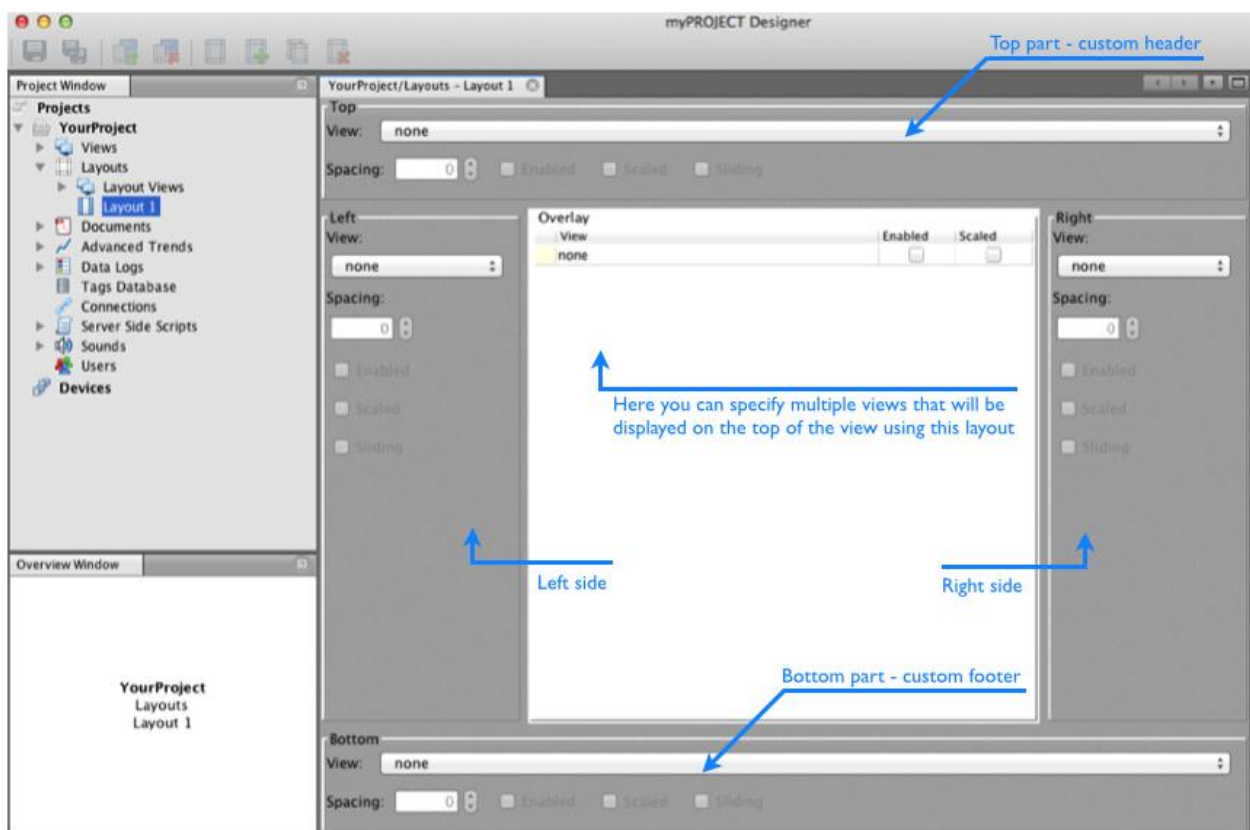 myPROJECT Designer
Top part - custom header
Project Window
YourProject/Layouts - Layout 1
Projects
YourProject
Views
Layouts
Layout Views
Layout 1
Documents
Advanced Trends
Data Logs
Tags Database
Connections
Server Side Scripts
Sounds
Users
Devices
Top
View: none
Spacing: 0 Enabled Scaled Sliding
Left
View:
none
Spacing:
0
Enabled
Scaled
Sliding
Overlay
View Enabled Scaled
none
Here you can specify multiple views that will be
displayed on the top of the view using this layout
Right
View:
none
Spacing:
0
Enabled
Scaled
Sliding
Left side
Right side
Bottom part - custom footer
Overview Window
YourProject
Layouts
Layout 1
Bottom
View: none
Spacing: 0 Enabled Scaled Sliding